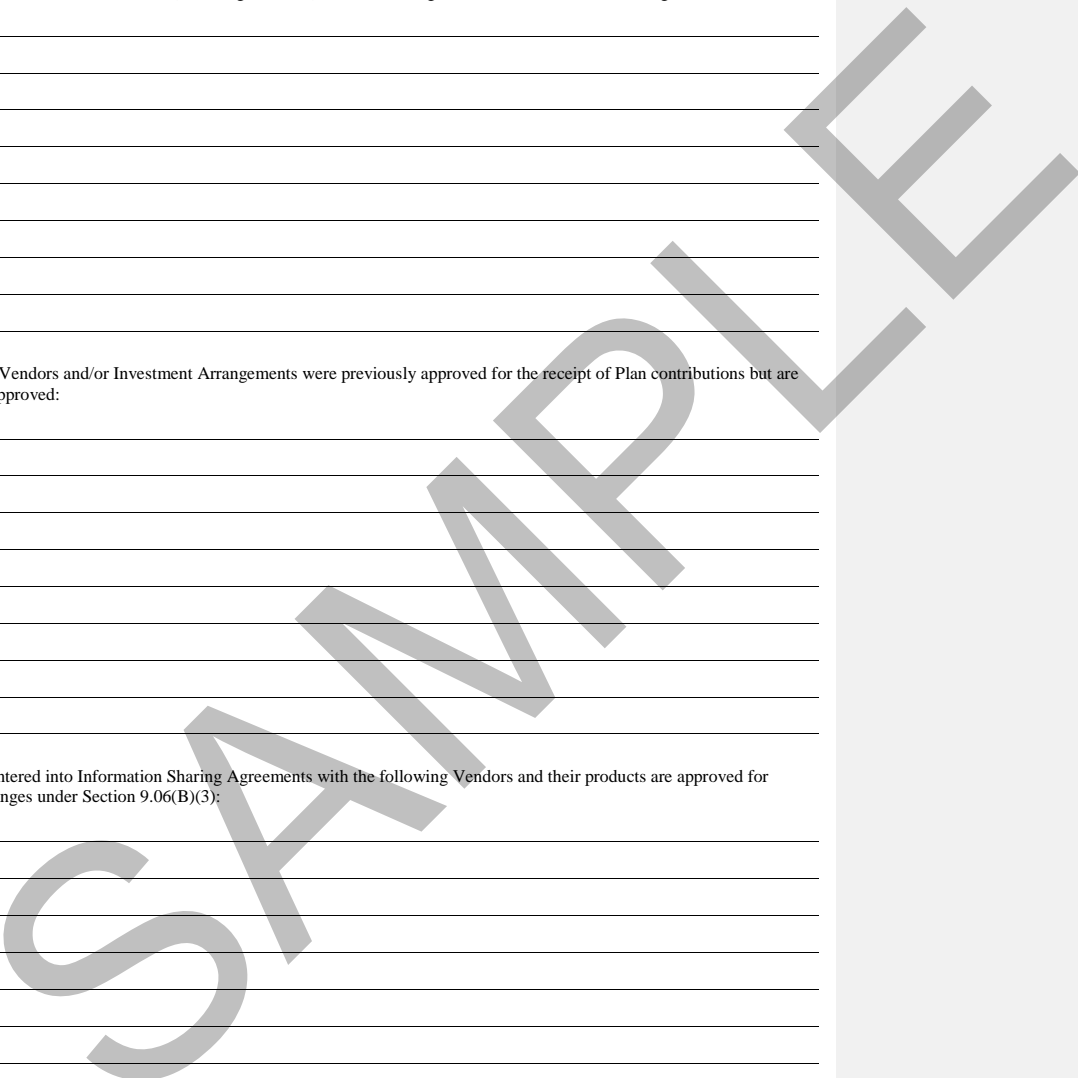 Vendors and/or Investment Arrangements were previously approved for the receipt of Plan contributions but are
pproved:
ntered into Information Sharing Agreements with the following Vendors and their products are approved for
nges under Section 9.06(B)(3):
SAMPLE